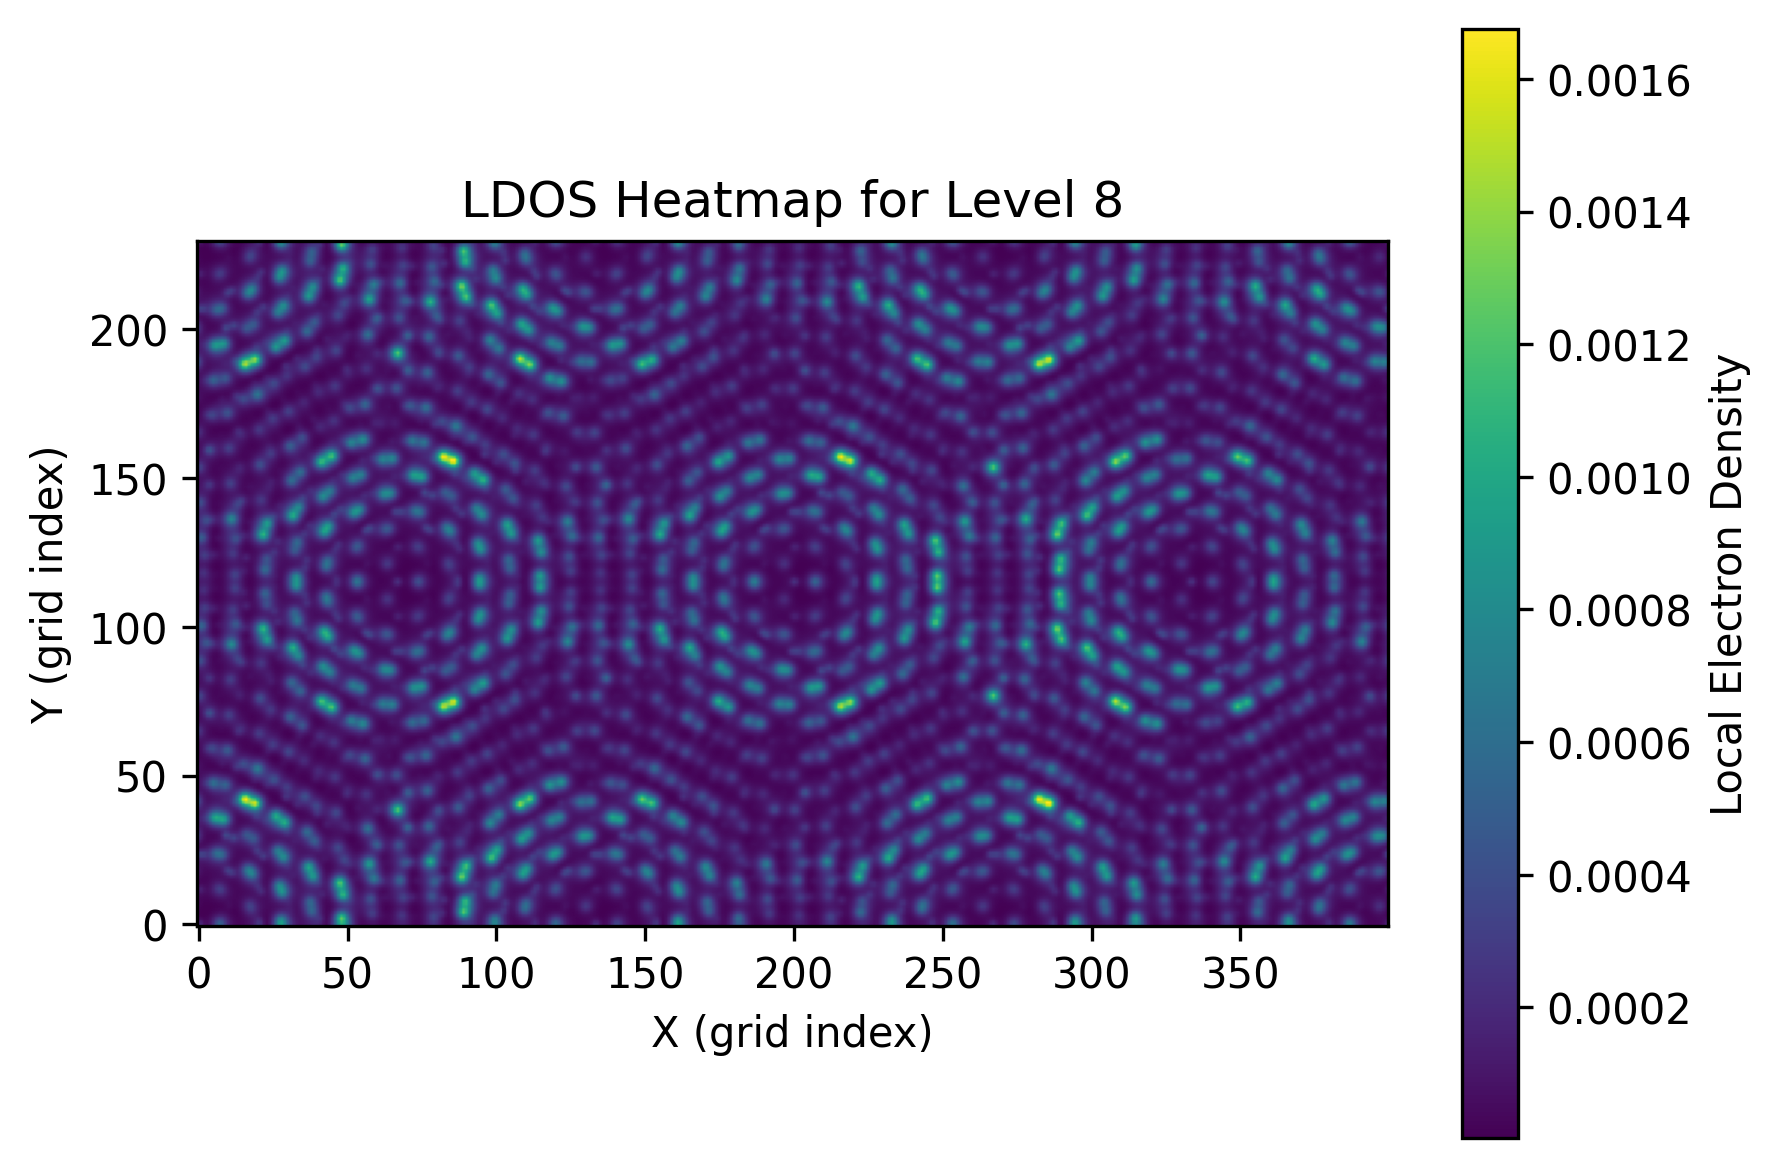 LDOS Heatmap for Level 8
Y (grid index)
200
150
100
50
0
0 50 100 150 200 250 300 350
X (grid index)
0.0016
0.0014
0.0012
0.0010
0.0008
0.0006
0.0004
0.0002
Local Electron Density